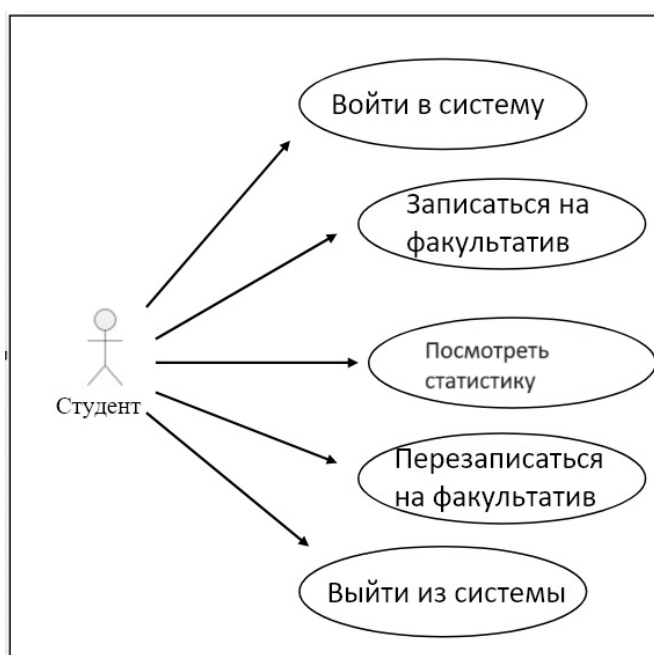 Войти в систему
Записаться на
факультатив
Посмотреть
статистику
Студент
Перезаписаться
на факультатив
Выйти из системы